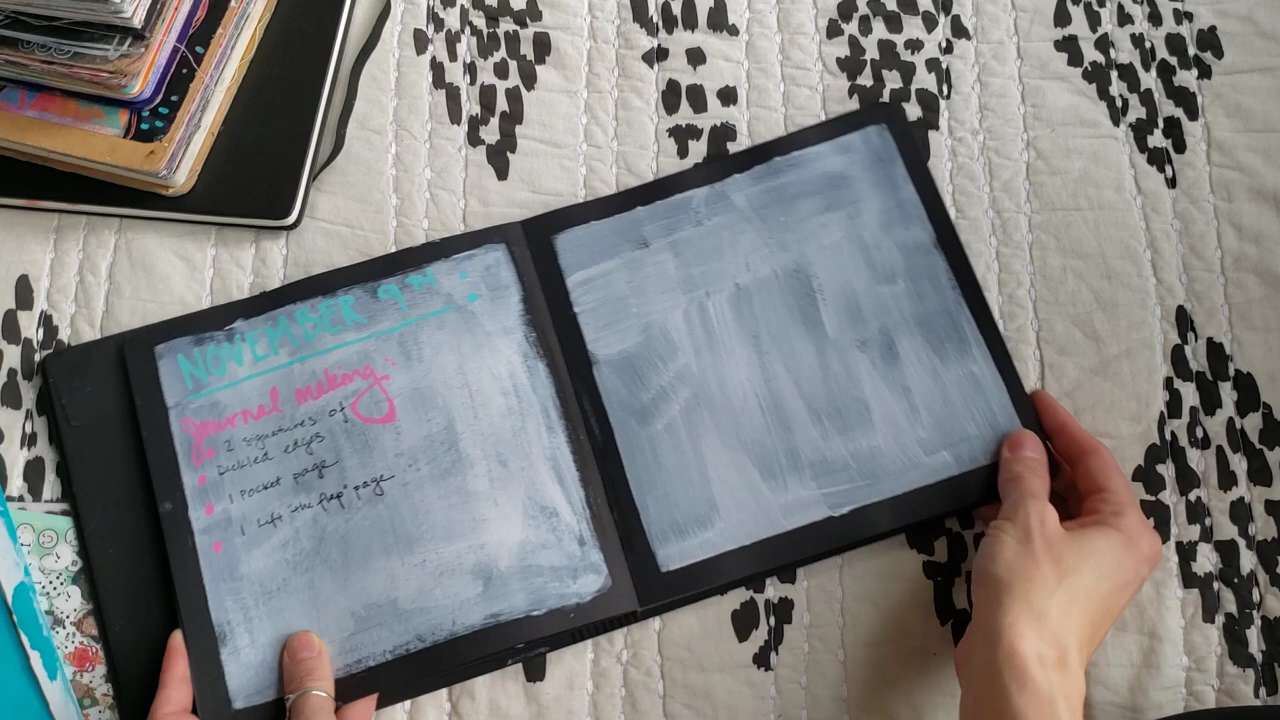 NOVEMBER 9TH:
Journal making:
2 signatures of
Deckled edges
1 Pocket page
1 Lift "the flap" page